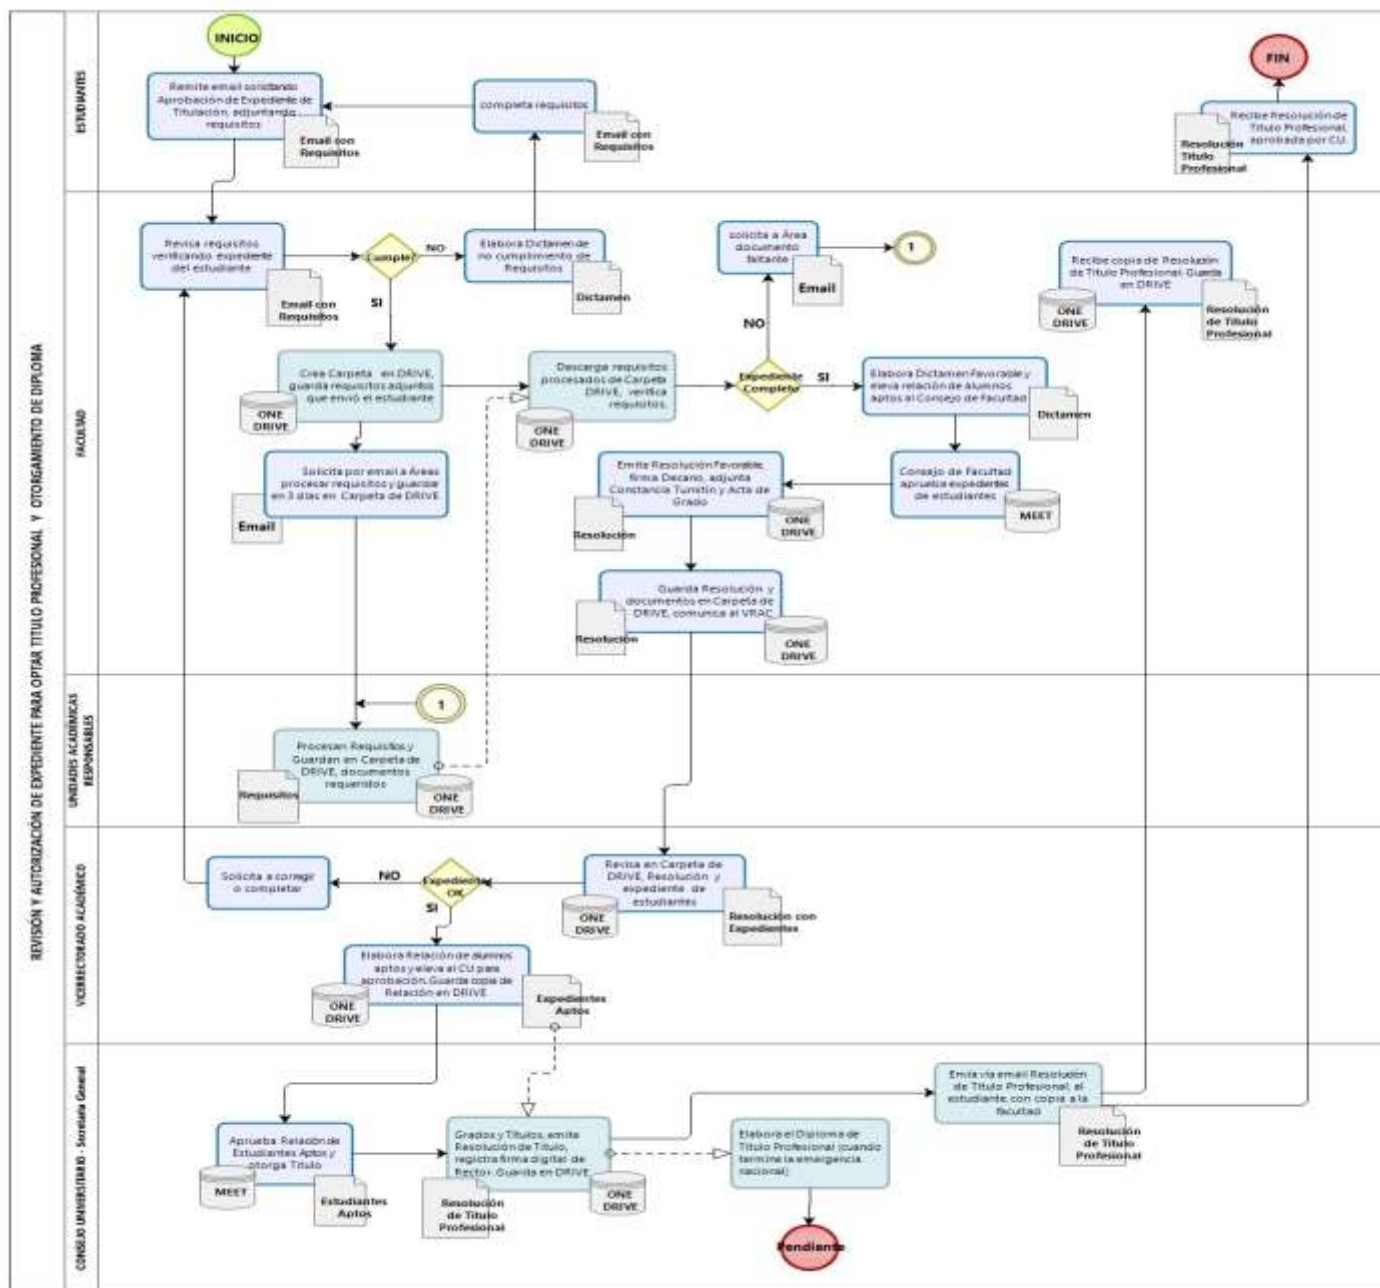 REVISIÓN Y AUTORIZACIÓN DE EXPEDIENTE PARA OPTAR TITULO PROFESIONAL Y OTORGAMIENTO DE DIPLOMA
ESTUDIANTES
INICIO
Remite email solicitando
Aprobación de Expediente de
Titulación, adjuntando
requisitos
Email con
Requisitos
completa requisitos
Email con
Requisitos
FIN
Recibe Resolución de
Título Profesional,
aprobada por CU.
Resolución
Título
Profesional
FACULTAD
Revisa requisitos
verificando expediente
del estudiante
Email con
Requisitos
Cumple?
NO
SI
Elabora Dictamen de
no cumplimiento de
Requisitos
Dictamen
solicita a Área
documento
faltante
Email
1
NO
Recibe copia de Resolución
de Título Profesional. Guarda
en DRIVE
ONE
DRIVE
Resolución
de Título
Profesional
Crea Carpeta en DRIVE,
guarda requisitos adjuntos
que envió el estudiante
ONE
DRIVE
Descarga requisitos
procesados de Carpeta
DRIVE, verifica
requisitos.
ONE
DRIVE
Expediente
Completo
SI
Elabora Dictamen Favorable y
eleva relación de alumnos
aptos al Consejo de Facultad
Dictamen
Solicita por email a Áreas
procesar requisitos y guardar
en 3 días en Carpeta de DRIVE
Email
Emite Resolución Favorable,
firma Decano, adjunta
Constancia Turnitin y Acta de
Grado
Resolución
ONE
DRIVE
Consejo de Facultad
aprueba expedientes
de estudiantes
MEET
Guarda Resolución y
documentos en Carpeta de
DRIVE, comunica al VRAC
Resolución
ONE
DRIVE
UNIDADES ACADÉMICAS
RESPONSABLES
1
Procesan Requisitos y
Guardan en Carpeta de
DRIVE, documentos
requeridos
Requisitos
ONE
DRIVE
VICERRECTORADO ACADÉMICO
Solicita a corregir
o completar
NO
Expediente
OK
SI
Revisa en Carpeta de
DRIVE, Resolución y
expediente de
estudiantes
ONE
DRIVE
Resolución con
Expedientes
Elabora Relación de alumnos
aptos y eleva al CU para
aprobación. Guarda copia de
Relación en DRIVE
ONE
DRIVE
Expedientes
Aptos
CONSEJO UNIVERSITARIO - Secretaría General
Aprueba Relación de
Estudiantes Aptos y
otorga Título
MEET
Estudiantes
Aptos
Grados y Títulos, emite
Resolución de Título,
registra firma digital de
Rector. Guarda en DRIVE
Resolución
de Título
Profesional
ONE
DRIVE
Elabora el Diploma de
Título Profesional (cuando
termine la emergencia
nacional)
Pendiente
Envía vía email Resolución
de Título Profesional, al
estudiante, con copia a la
facultad
Resolución
de Título
Profesional